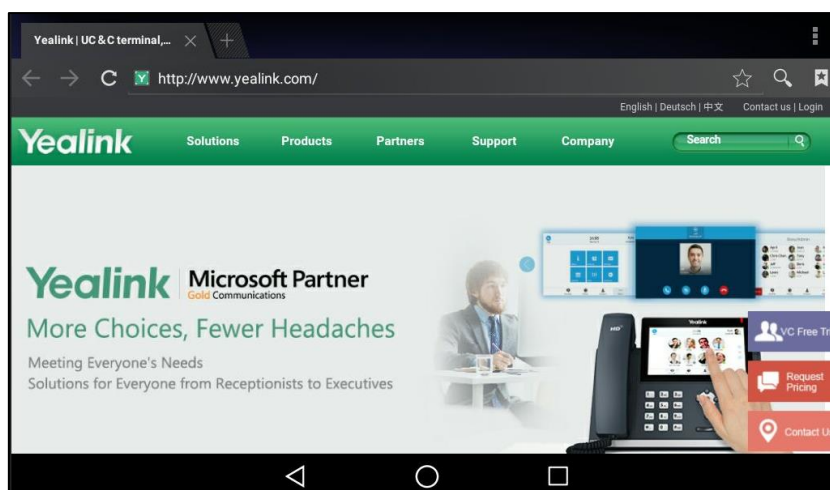 Yealink | UC & C terminal,...
http://www.yealink.com/
English | Deutsch | 中文 Contact us | Login
Yealink Solutions Products Partners Support Company Search
Yealink Microsoft Partner
Gold Communications
More Choices, Fewer Headaches
Meeting Everyone's Needs
Solutions for Everyone from Receptionists to Executives
Yealink
HD
VC Free Tr
Request
Pricing
Contact U